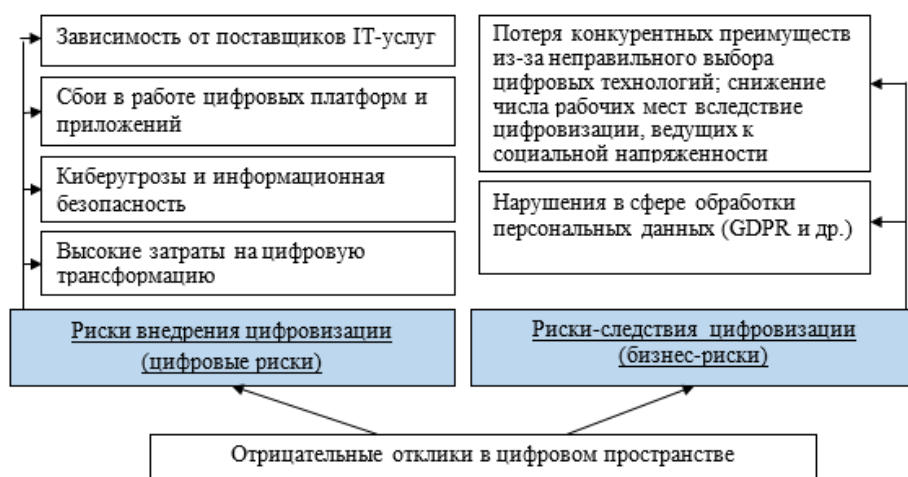 Зависимость от поставщиков IT-услуг
Сбои в работе цифровых платформ и
приложений
Киберугрозы и информационная
безопасность
Высокие затраты на цифровую
трансформацию
Риски внедрения цифровизации
(цифровые риски)
Потеря конкурентных преимуществ
из-за неправильного выбора
цифровых технологий; снижение
числа рабочих мест вследствие
цифровизации, ведущих к
социальной напряженности
Нарушения в сфере обработки
персональных данных (GDPR и др.)
Риски-следствия цифровизации
(бизнес-риски)
Отрицательные отклики в цифровом пространстве